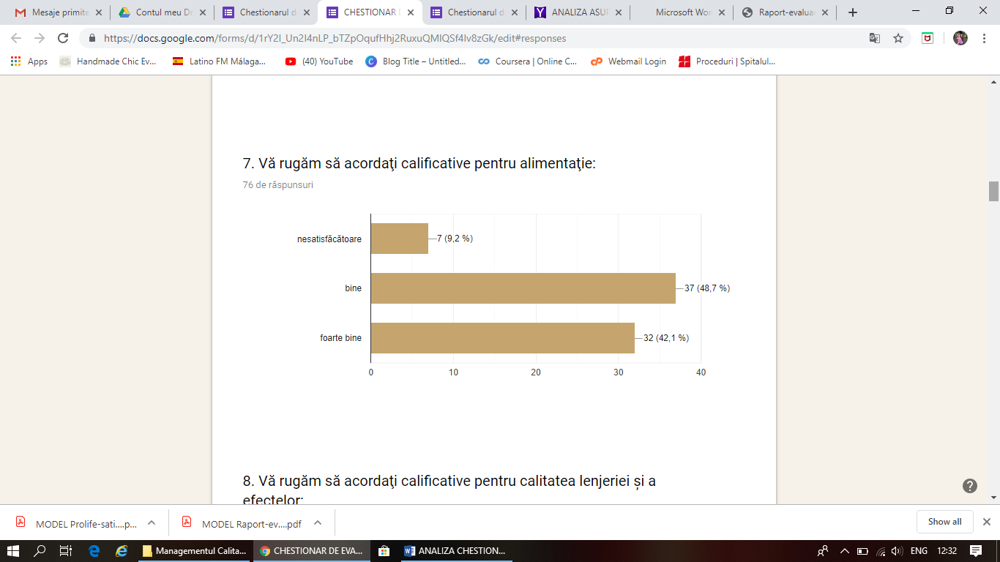 Mesaje primite
Contul meu Dr
Chestionarul d
CHESTIONAR D
Chestionarul d
ANALIZA ASUP
Microsoft Wor
Raport-evaluar
https://docs.google.com/forms/d/1rY2I_Un2I4nLP_bTZpOqufHhj2RuxuQMIQSf4Iv8zGk/edit#responses
Apps
Handmade Chic Ev...
Latino FM Málaga...
(40) YouTube
Blog Title – Untitled...
Coursera | Online C...
Webmail Login
Proceduri | Spitalul...
7. Vă rugăm să acordaţi calificative pentru alimentaţie:
76 de răspunsuri
nesatisfăcătoare
7 (9,2 %)
bine
37 (48,7 %)
foarte bine
32 (42,1 %)
0 10 20 30 40
8. Vă rugăm să acordaţi calificative pentru calitatea lenjeriei și a
efectelor:
MODEL Prolife-sati....p...
MODEL Raport-ev....pdf
Show all
Managementul Calita...
CHESTIONAR DE EVA...
ANALIZA CHESTION...
ENG
12:32